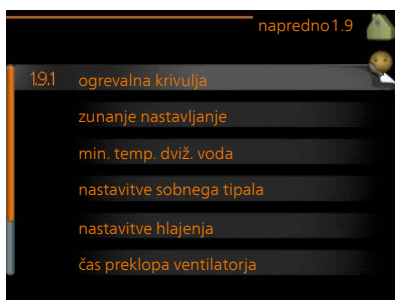 napredno 1.9
1.9.1 ogrevalna krivulja
zunanje nastavljanje
min. temp. dviž. voda
nastavitve sobnega tipala
nastavitve hlajenja
čas preklopa ventilatorja